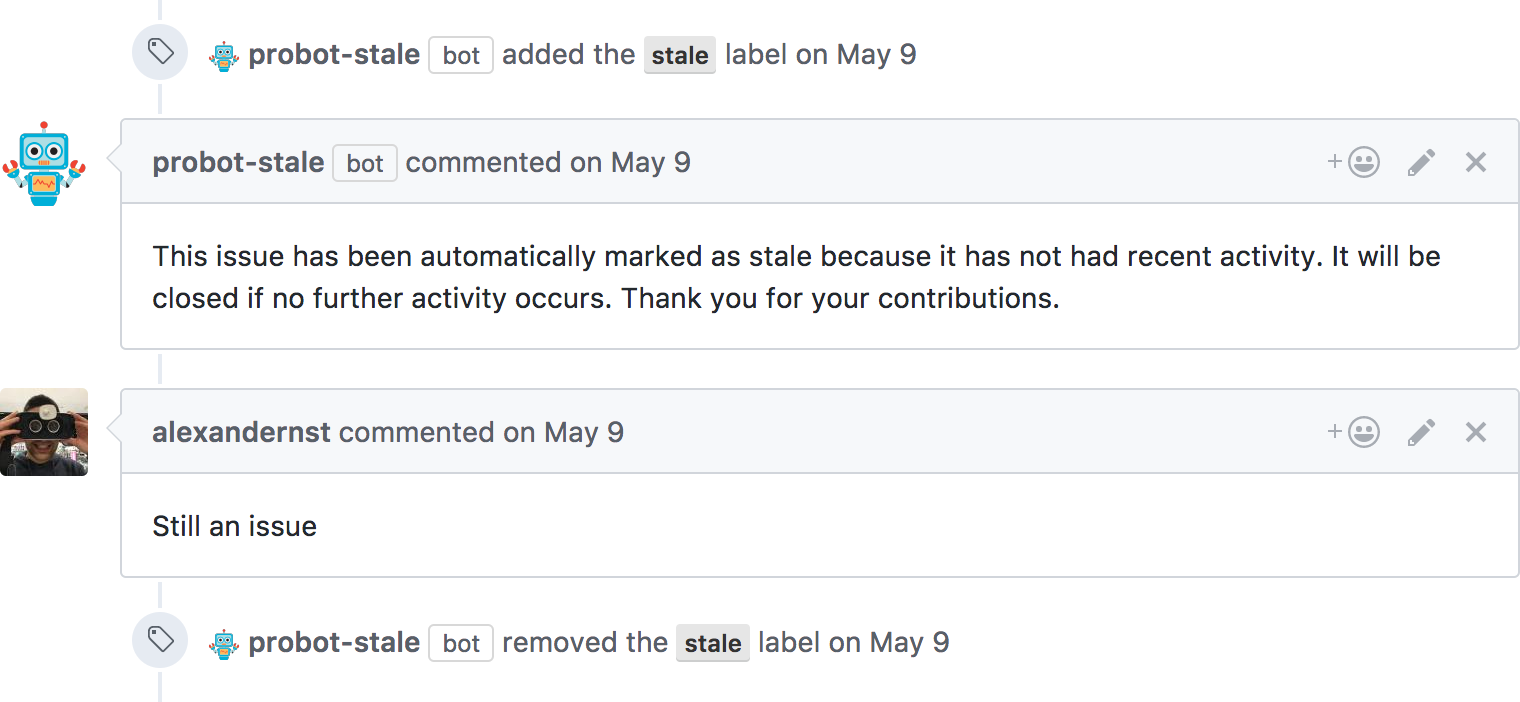 probot-stale bot added the stale label on May 9
probot-stale bot commented on May 9
This issue has been automatically marked as stale because it has not had recent activity. It will be
closed if no further activity occurs. Thank you for your contributions.
alexandernst commented on May 9
Still an issue
probot-stale bot removed the stale label on May 9